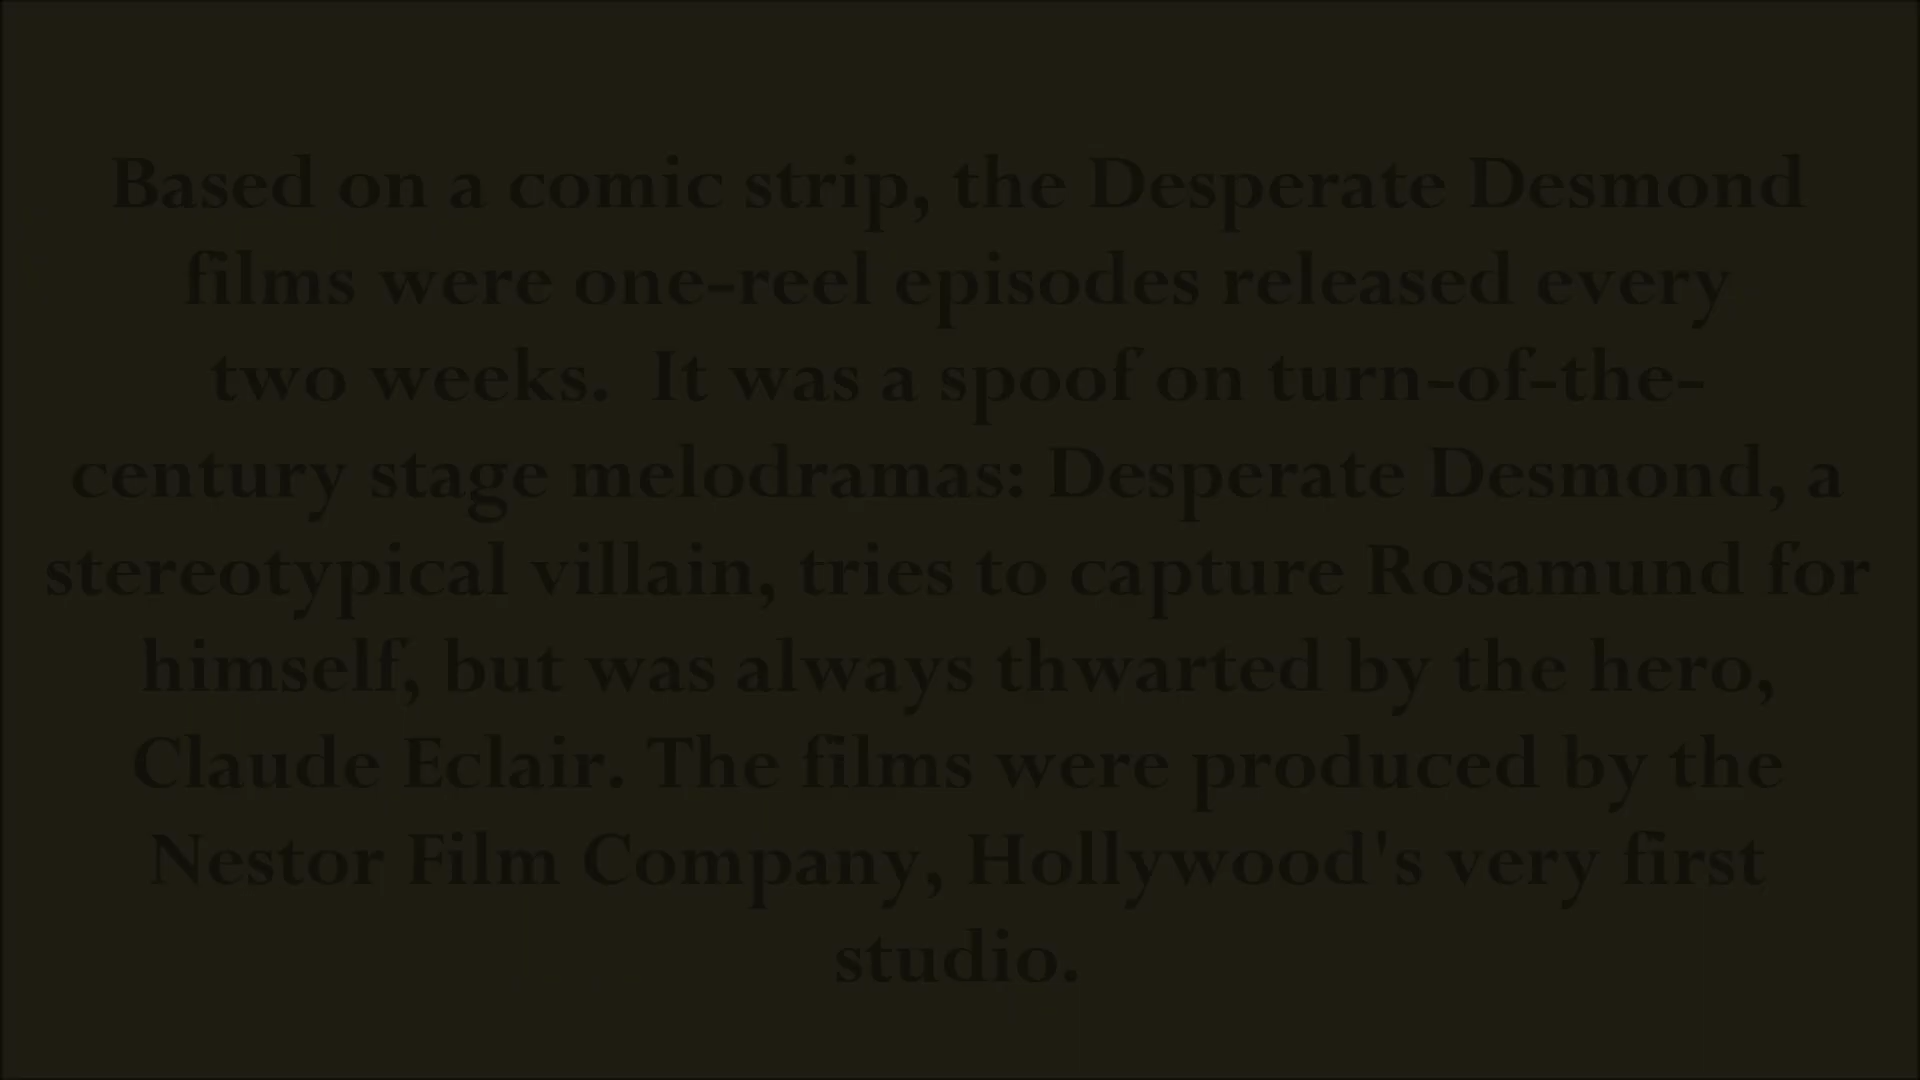 Based on a comic strip, the Desperate Desmond
films were one-reel episodes released every
two weeks.  It was a spoof on turn-of-the-
century stage melodramas: Desperate Desmond, a
stereotypical villain, tries to capture Rosamund for
himself, but was always thwarted by the hero,
Claude Eclair. The films were produced by the
Nestor Film Company, Hollywood's very first
studio.